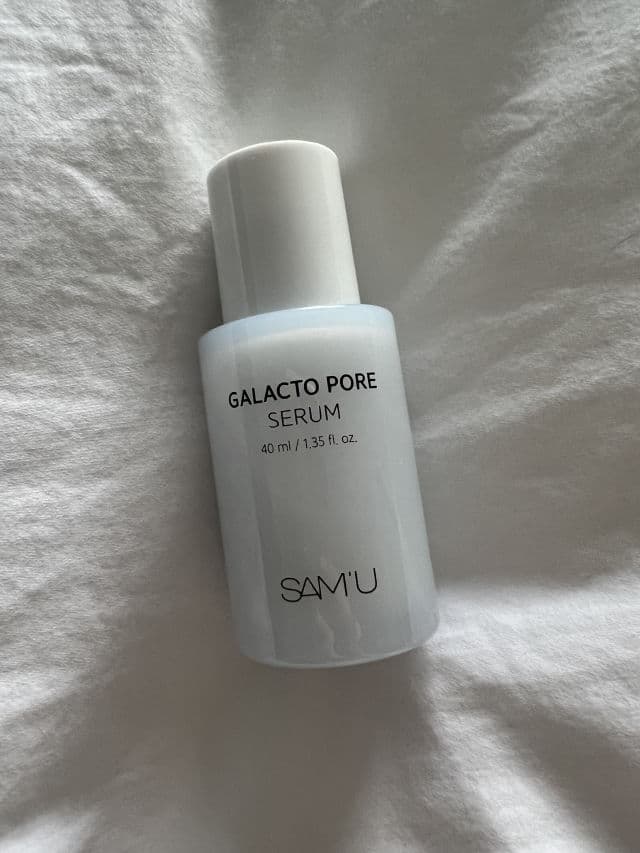 GALACTO PORE
SERUM
40 ml / 1.35 fl. oz.
SAM'U